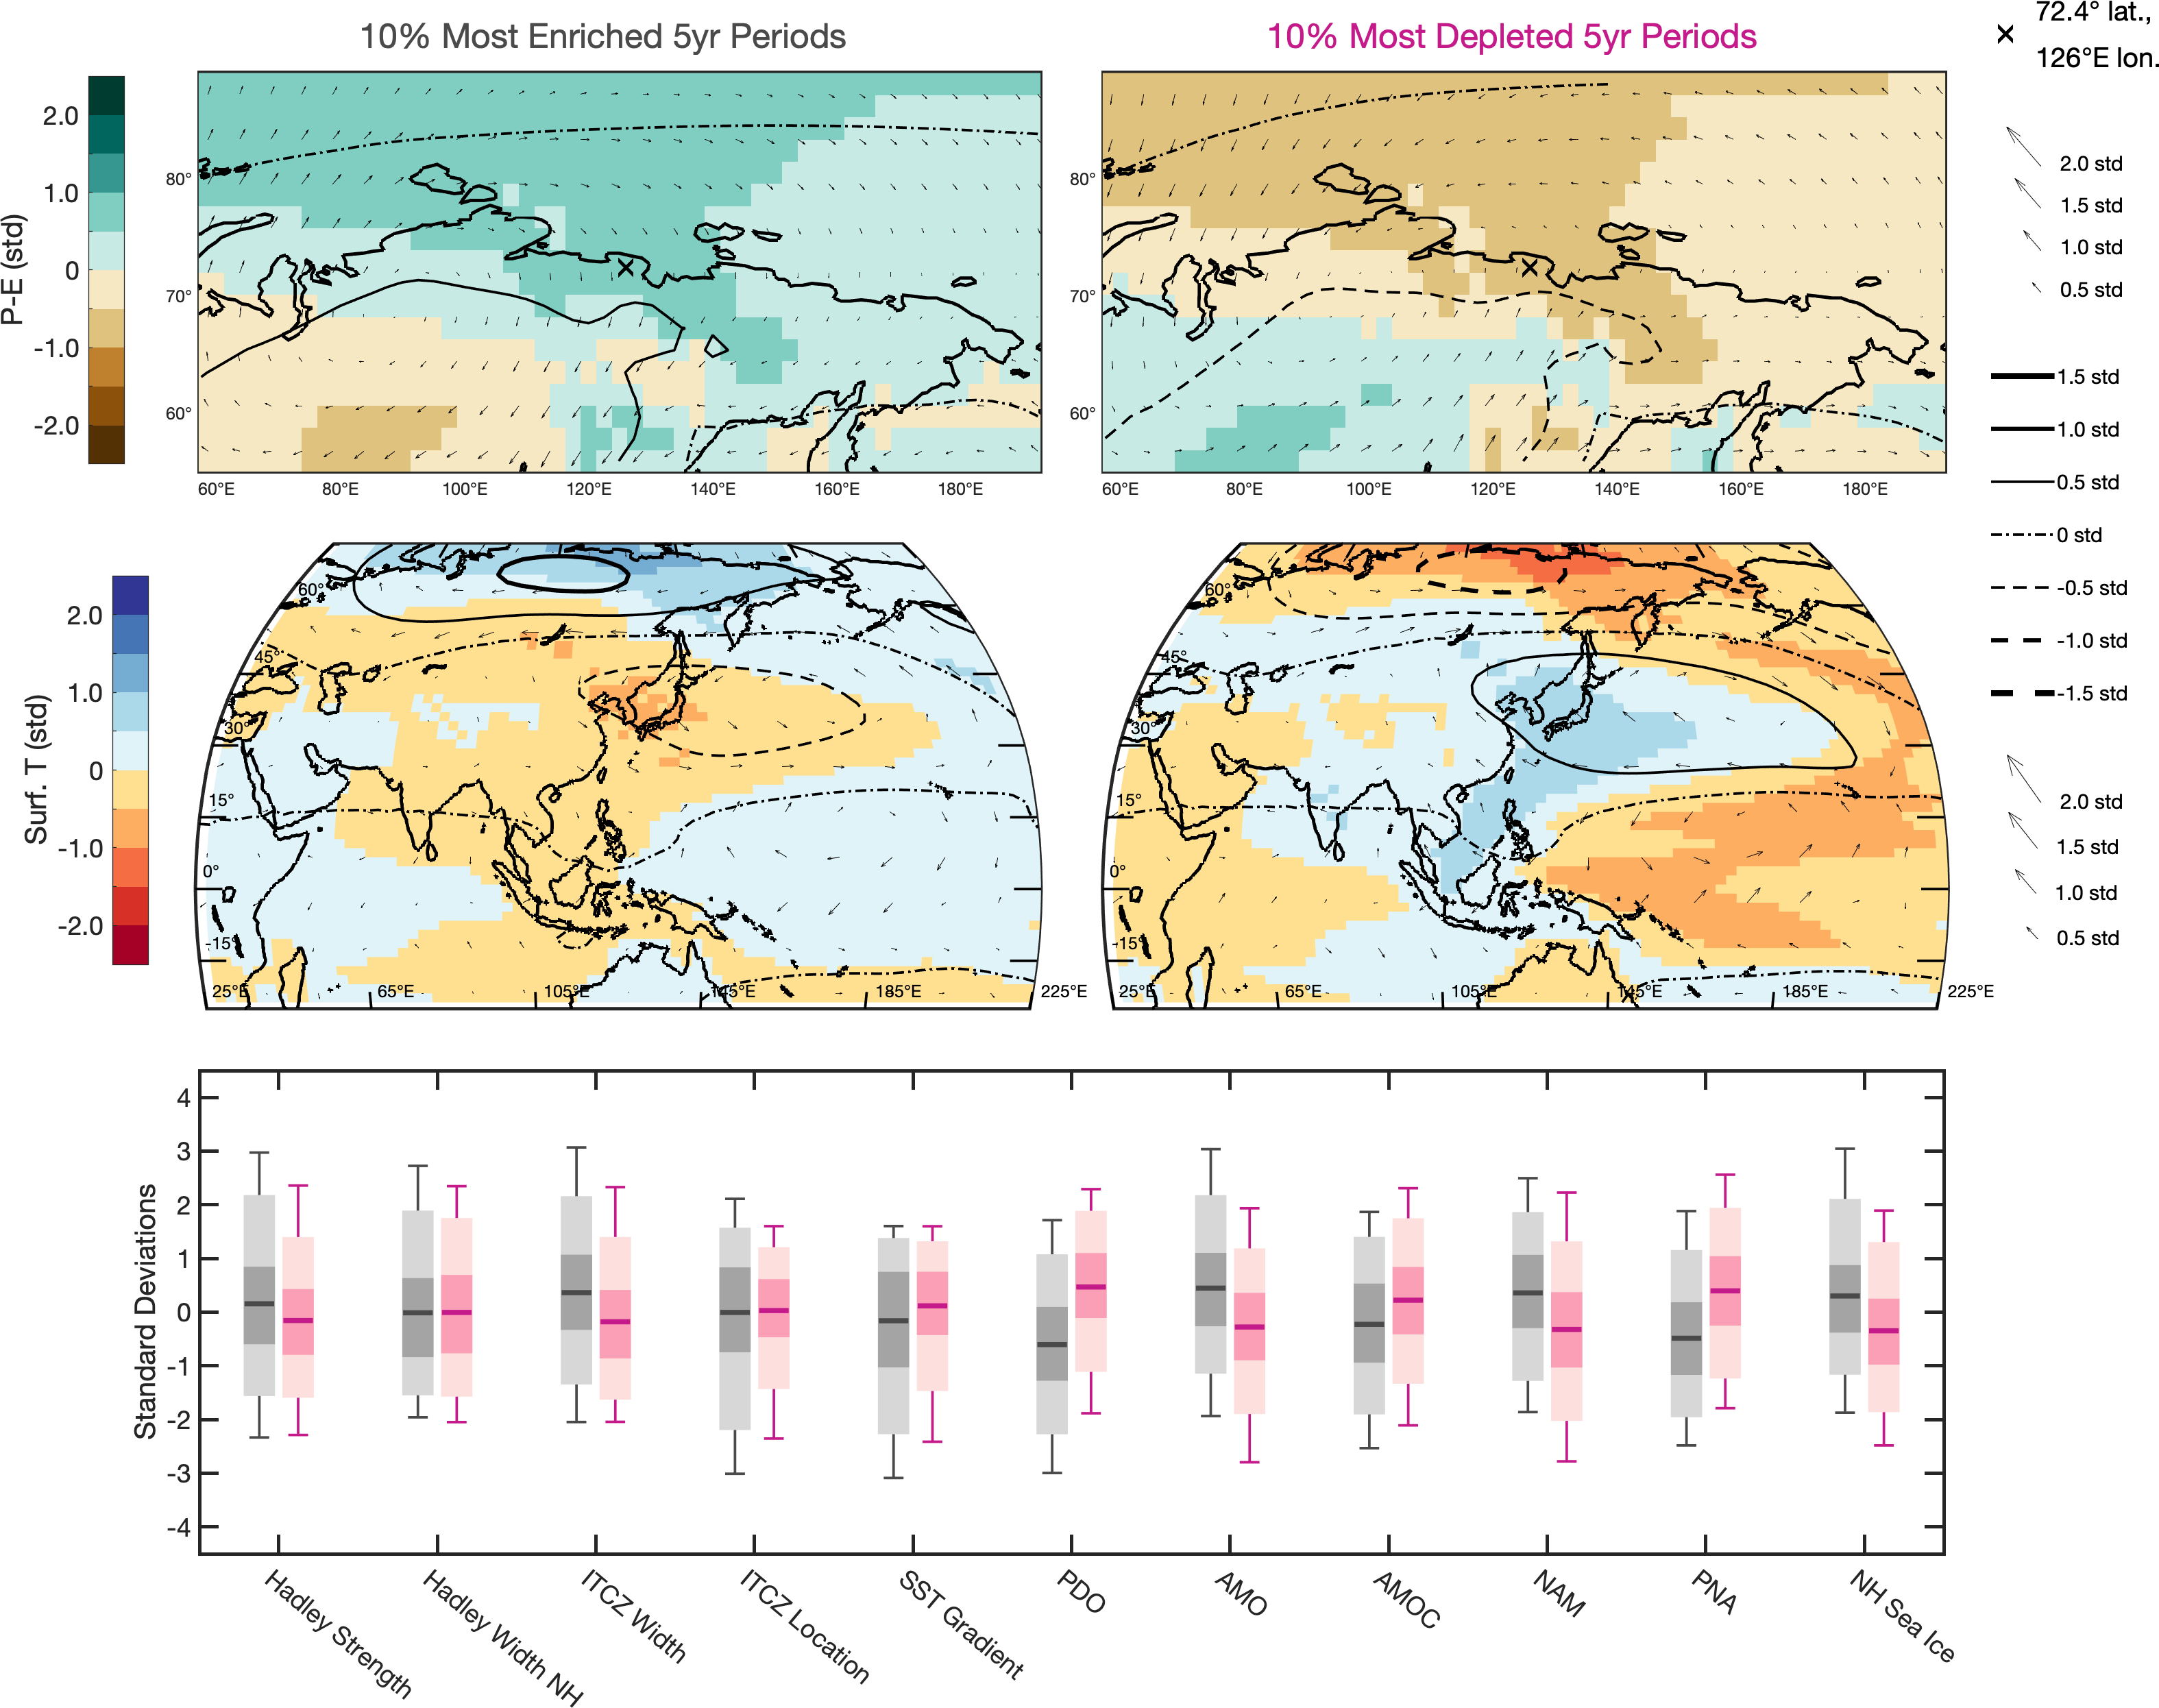 10% Most Enriched 5yr Periods
10% Most Depleted 5yr Periods
72.4° lat.,
126°E lon.
P-E (std)
2.0
1.0
0
-1.0
-2.0
80°
70°
60°
60°E 80°E 100°E 120°E 140°E 160°E 180°E
80°
70°
60°
60°E 80°E 100°E 120°E 140°E 160°E 180°E
2.0 std
1.5 std
1.0 std
0.5 std
1.5 std
1.0 std
0.5 std
0 std
-0.5 std
-1.0 std
-1.5 std
Surf. T (std)
2.0
1.0
0
-1.0
-2.0
60°
45°
30°
15°
0°
-15°
25°E 65°E 105°E 145°E 185°E 225°E
60°
45°
30°
15°
0°
-15°
25°E 65°E 105°E 145°E 185°E 225°E
2.0 std
1.5 std
1.0 std
0.5 std
Standard Deviations
4
3
2
1
0
-1
-2
-3
-4
Hadley Strength
Hadley Width NH
ITCZ Width
ITCZ Location
SST Gradient
PDO
AMO
AMOC
NAM
PNA
NH Sea Ice